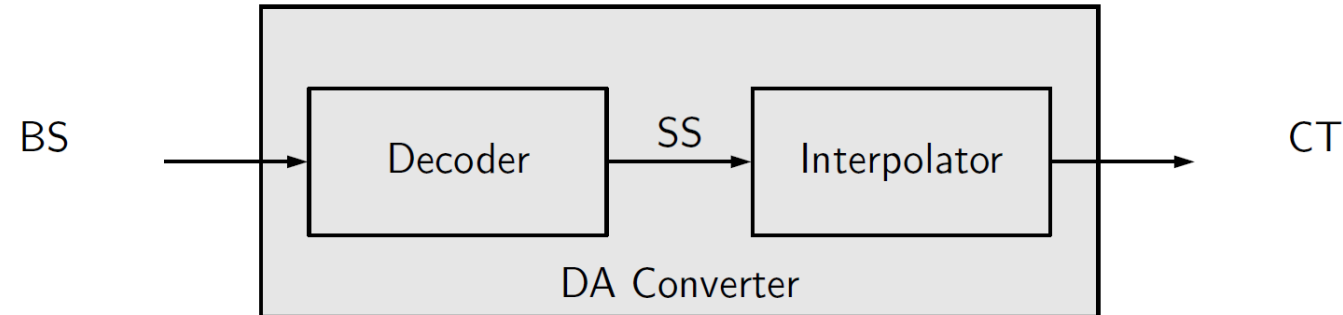 BS
Decoder
SS
Interpolator
CT
DA Converter